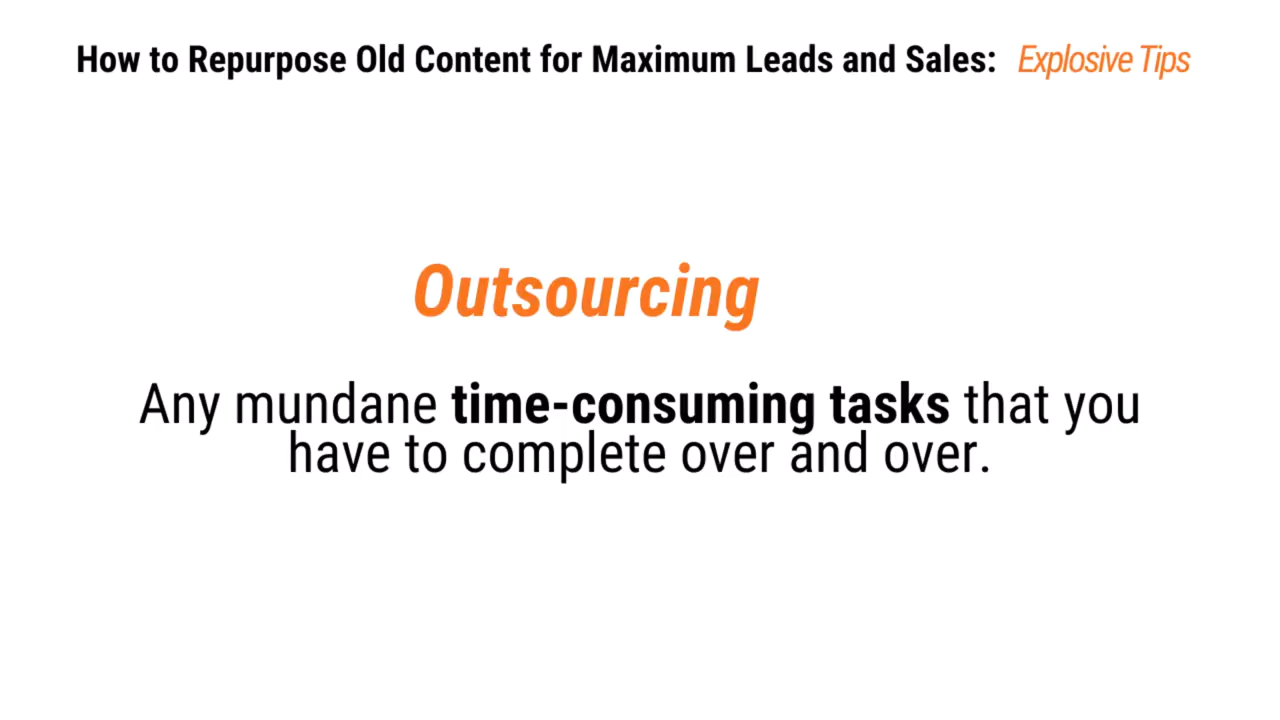 How to Repurpose Old Content for Maximum Leads and Sales: Explosive Tips
Outsourcing
Any mundane time-consuming tasks that you
have to complete over and over.